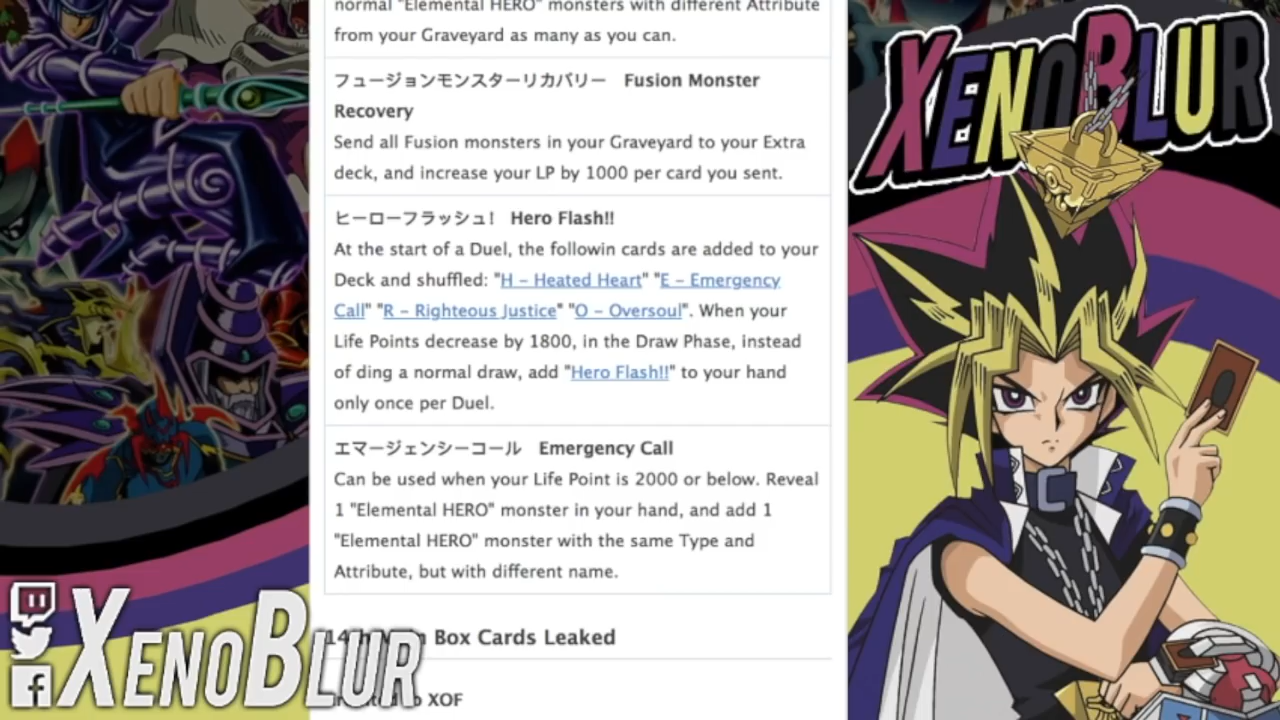 normal "Elemental HERO" monsters with different Attribute
from your Graveyard as many as you can.
フュージョンモンスターリカバリー Fusion Monster
Recovery
Send all Fusion monsters in your Graveyard to your Extra
deck, and increase your LP by 1000 per card you sent.
ヒーローフラッシュ! Hero Flash!!
At the start of a Duel, the followin cards are added to your
Deck and shuffled: "H – Heated Heart" "E – Emergency
Call" "R – Righteous Justice" "O – Oversoul". When your
Life Points decrease by 1800, in the Draw Phase, instead
of ding a normal draw, add "Hero Flash!!" to your hand
only once per Duel.
エマージェンシーコール Emergency Call
Can be used when your Life Point is 2000 or below. Reveal
1 "Elemental HERO" monster in your hand, and add 1
"Elemental HERO" monster with the same Type and
Attribute, but with different name.
Box Cards Leaked
XOF
XENOBLUR
XENOBLUR